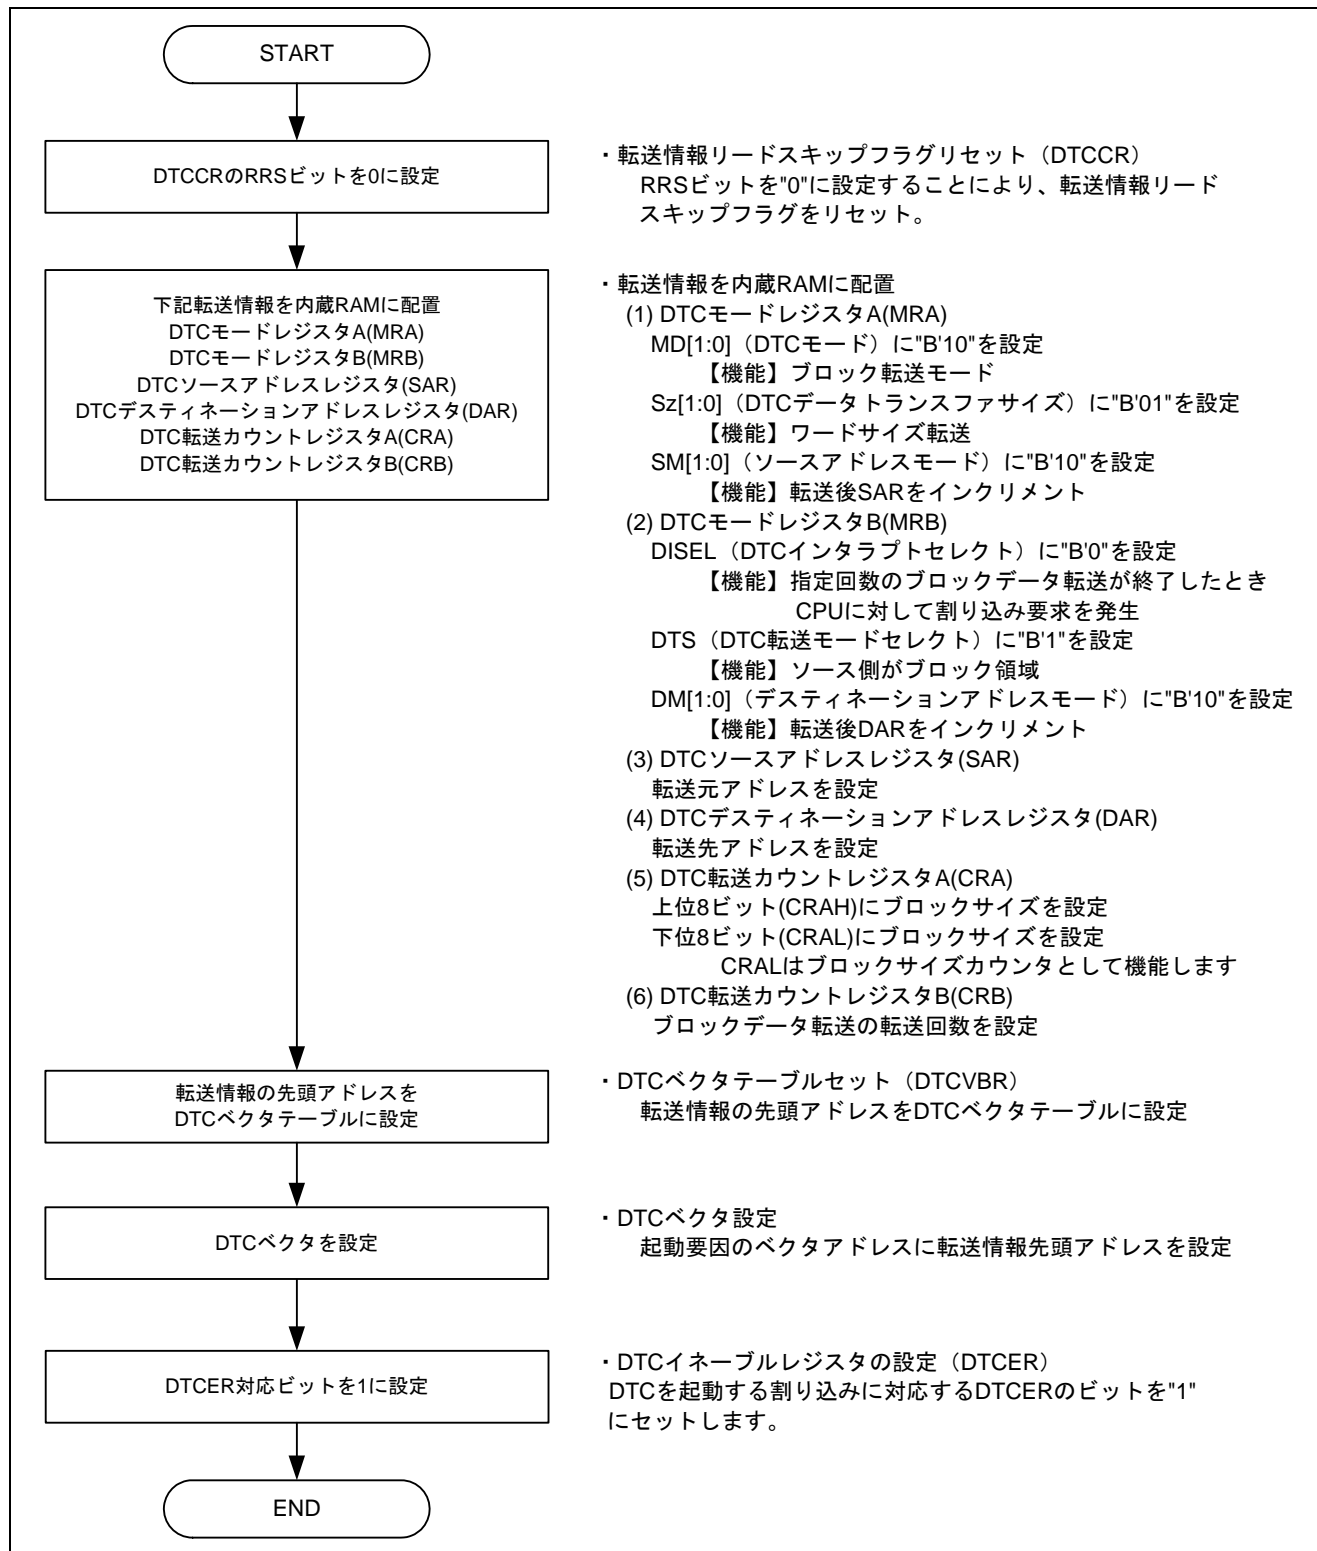 START
DTCCRのRRSビットを0に設定
・転送情報リードスキップフラグリセット（DTCCR）
RRSビットを"0"に設定することにより、転送情報リード
スキップフラグをリセット。
下記転送情報を内蔵RAMに配置
DTCモードレジスタA(MRA)
DTCモードレジスタB(MRB)
DTCソースアドレスレジスタ(SAR)
DTCデスティネーションアドレスレジスタ(DAR)
DTC転送カウントレジスタA(CRA)
DTC転送カウントレジスタB(CRB)
・転送情報を内蔵RAMに配置
(1) DTCモードレジスタA(MRA)
MD[1:0]（DTCモード）に"B'10"を設定
【機能】ブロック転送モード
Sz[1:0]（DTCデータトランスファサイズ）に"B'01"を設定
【機能】ワードサイズ転送
SM[1:0]（ソースアドレスモード）に"B'10"を設定
【機能】転送後SARをインクリメント
(2) DTCモードレジスタB(MRB)
DISEL（DTCインタラプトセレクト）に"B'0"を設定
【機能】指定回数のブロックデータ転送が終了したとき
CPUに対して割り込み要求を発生
DTS（DTC転送モードセレクト）に"B'1"を設定
【機能】ソース側がブロック領域
DM[1:0]（デスティネーションアドレスモード）に"B'10"を設定
【機能】転送後DARをインクリメント
(3) DTCソースアドレスレジスタ(SAR)
転送元アドレスを設定
(4) DTCデスティネーションアドレスレジスタ(DAR)
転送先アドレスを設定
(5) DTC転送カウントレジスタA(CRA)
上位8ビット(CRAH)にブロックサイズを設定
下位8ビット(CRAL)にブロックサイズを設定
CRALはブロックサイズカウンタとして機能します
(6) DTC転送カウントレジスタB(CRB)
ブロックデータ転送の転送回数を設定
転送情報の先頭アドレスを
DTCベクタテーブルに設定
・DTCベクタテーブルセット（DTCVBR）
転送情報の先頭アドレスをDTCベクタテーブルに設定
DTCベクタを設定
・DTCベクタ設定
起動要因のベクタアドレスに転送情報先頭アドレスを設定
DTCER対応ビットを1に設定
・DTCイネーブルレジスタの設定（DTCER）
DTCを起動する割り込みに対応するDTCERのビットを"1"
にセットします。
END